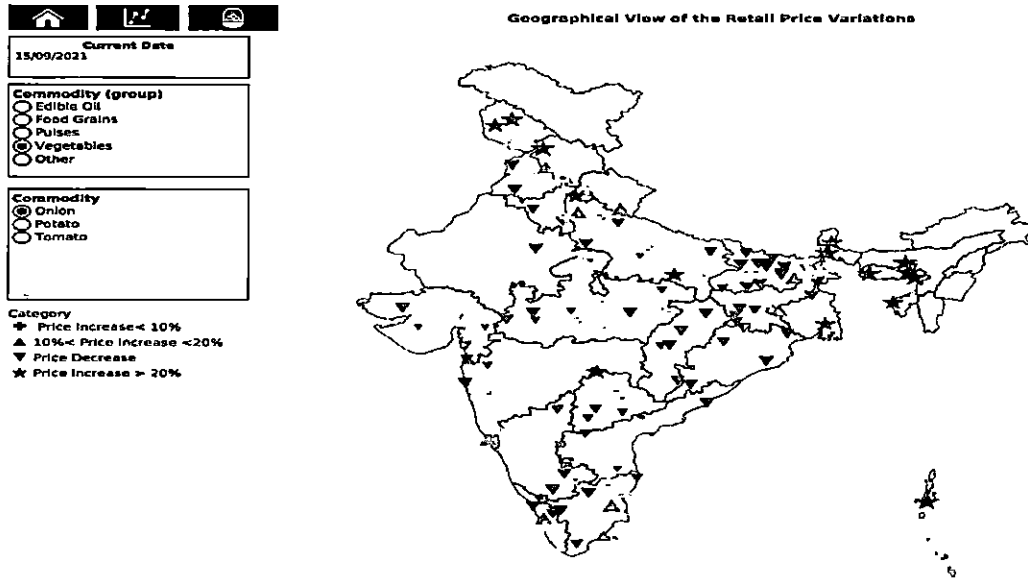 Geographical View of the Retail Price Variations
Current Date
15/09/2021
Commodity (group)
Edible Oil
Food Grains
Pulses
Vegetables
Other
Commodity
Onion
Potato
Tomato
Category
Price Increase< 10%
10%< Price Increase <20%
Price Decrease
Price Increase > 20%